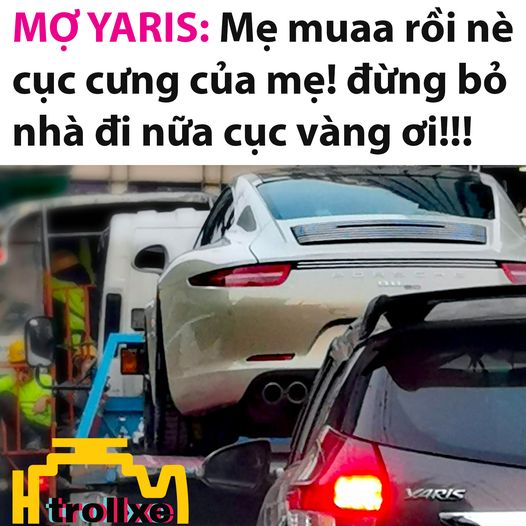 MỢ YARIS: Mẹ muaa rồi nè
cục cưng của mẹ! đừng bỏ
nhà đi nữa cục vàng ơi!!!
PORSCHE
911
YARIS
trollxe